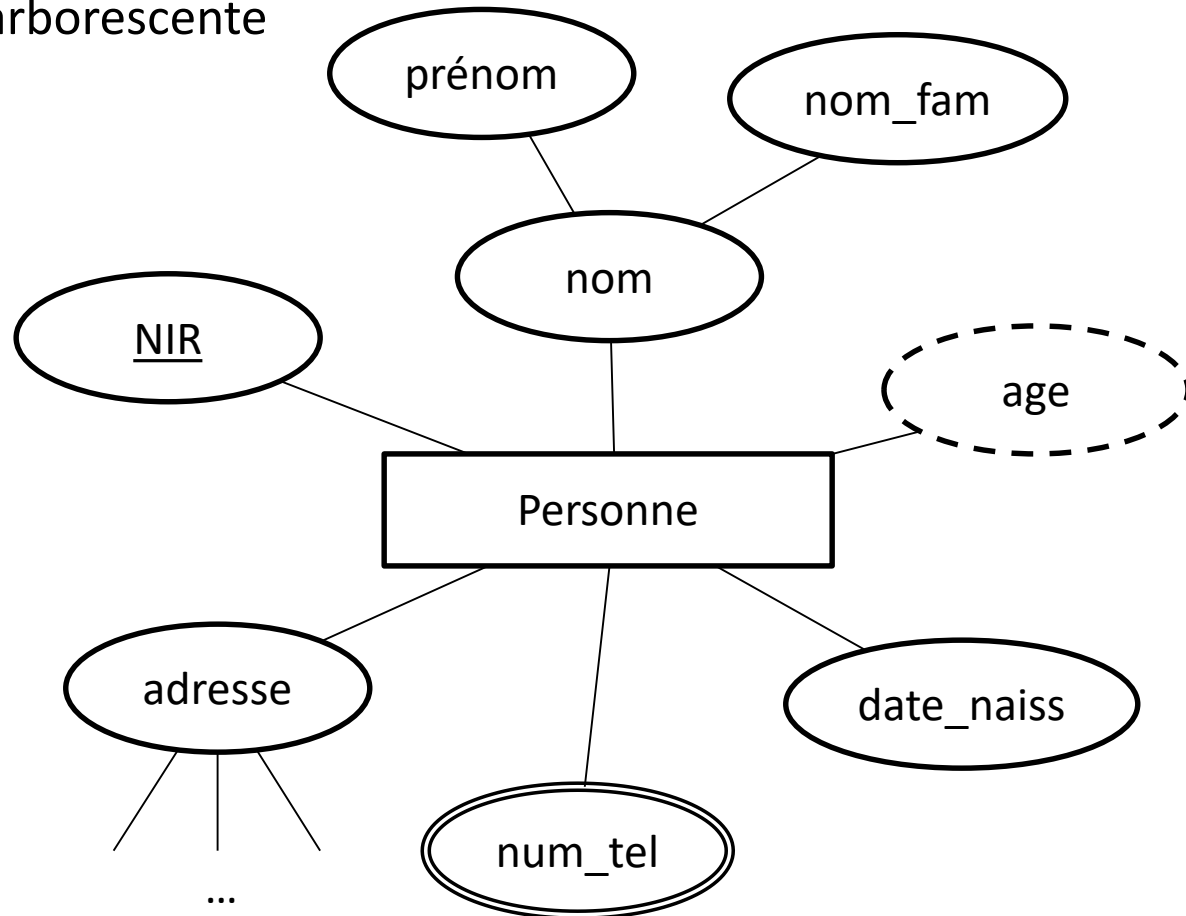 arborescente
prénom
nom_fam
nom
NIR
age
Personne
adresse
date_naiss
num_tel
...